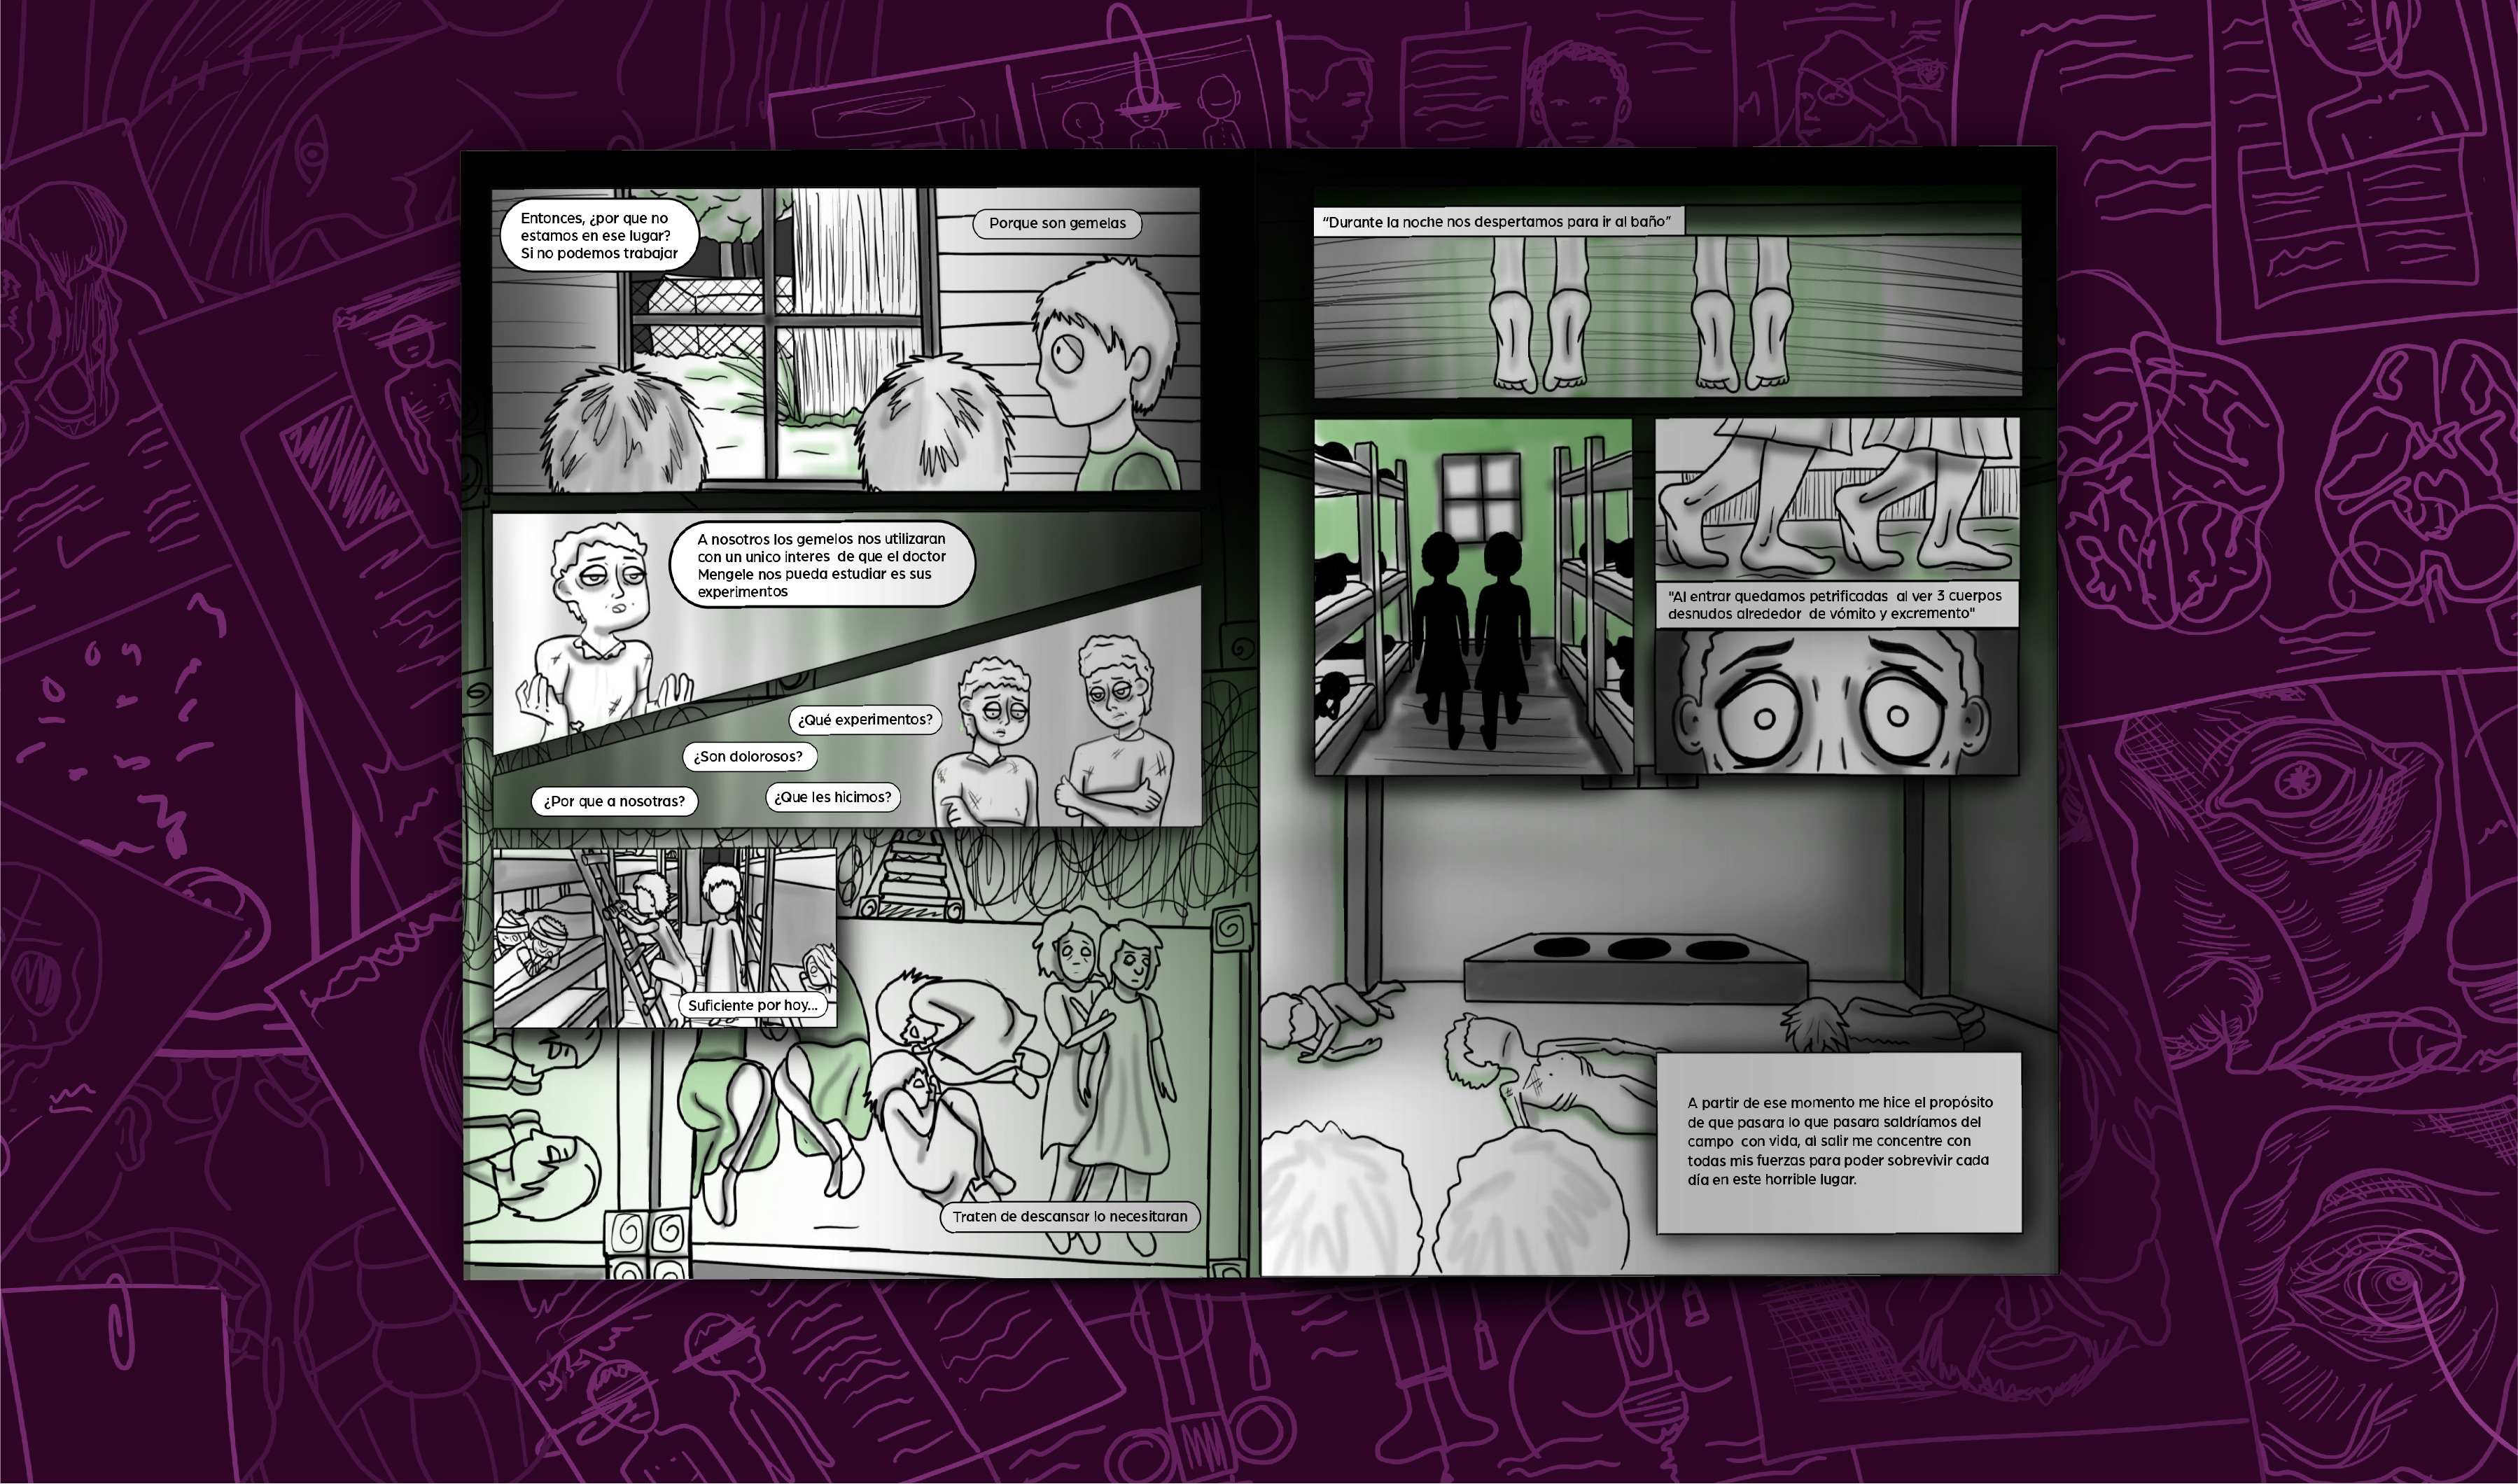 Entonces, ¿por que no
estamos en ese lugar?
Si no podemos trabajar
Porque son gemelas
A nosotros los gemelos nos utilizaran
con un unico interes de que el doctor
Mengele nos pueda estudiar es sus
experimentos
¿Qué experimentos?
¿Son dolorosos?
¿Que les hicimos?
¿Por que a nosotras?
Suficiente por hoy...
Traten de descansar lo necesitaran
“Durante la noche nos despertamos para ir al baño”
"Al entrar quedamos petrificadas al ver 3 cuerpos
desnudos alrededor de vómito y excremento"
A partir de ese momento me hice el propósito
de que pasara lo que pasara saldríamos del
campo con vida, al salir me concentre con
todas mis fuerzas para poder sobrevivir cada
día en este horrible lugar.